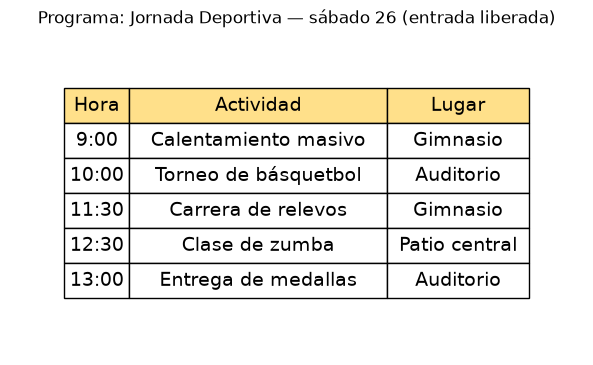 Programa: Jornada Deportiva — sábado 26 (entrada liberada)
Hora Actividad Lugar
9:00 Calentamiento masivo Gimnasio
10:00 Torneo de básquetbol Auditorio
11:30 Carrera de relevos Gimnasio
12:30 Clase de zumba Patio central
13:00 Entrega de medallas Auditorio